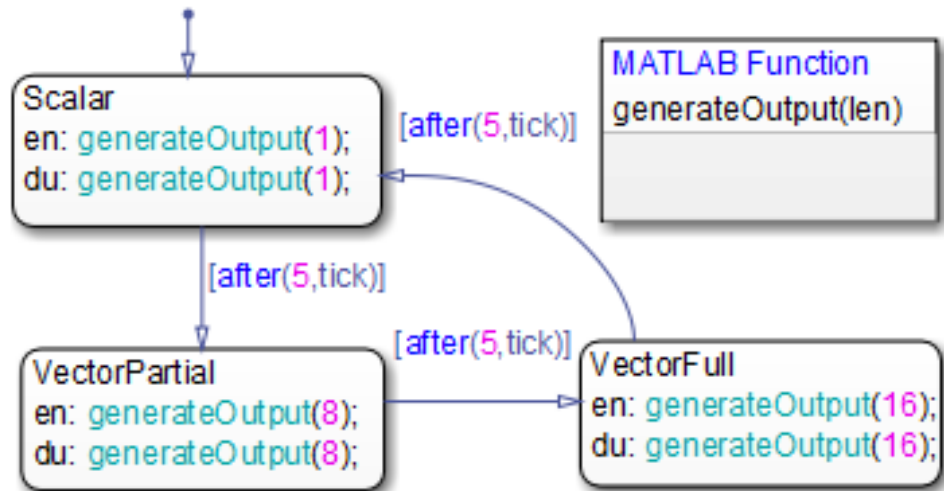 Scalar
en: generateOutput(1);
du: generateOutput(1);
[after(5,tick)]
MATLAB Function
generateOutput(len)
[after(5,tick)]
[after(5,tick)]
VectorPartial
en: generateOutput(8);
du: generateOutput(8);
VectorFull
en: generateOutput(16);
du: generateOutput(16);